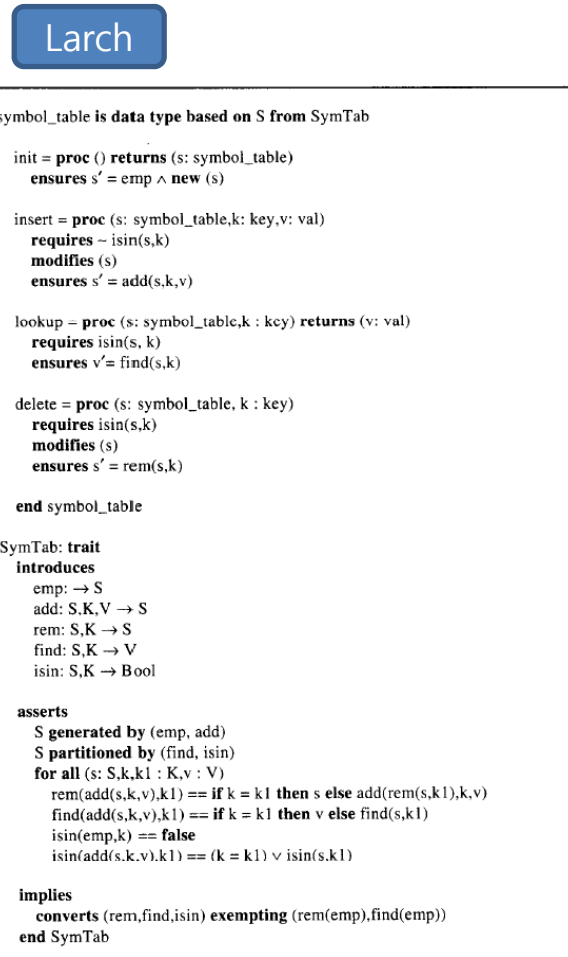 Larch
symbol_table is data type based on S from SymTab
init = proc () returns (s: symbol_table)
ensures s′ = emp ∧ new (s)
insert = proc (s: symbol_table,k: key,v: val)
requires ~ isin(s,k)
modifies (s)
ensures s′ = add(s,k,v)
lookup = proc (s: symbol_table,k : key) returns (v: val)
requires isin(s, k)
ensures v′= find(s,k)
delete = proc (s: symbol_table, k : key)
requires isin(s,k)
modifies (s)
ensures s′ = rem(s,k)
end symbol_table
SymTab: trait
introduces
emp: → S
add: S,K,V → S
rem: S,K → S
find: S,K → V
isin: S,K → Bool
asserts
S generated by (emp, add)
S partitioned by (find, isin)
for all (s: S,k,k1 : K,v : V)
rem(add(s,k,v),k1) == if k = k1 then s else add(rem(s,k1),k,v)
find(add(s,k,v),k1) == if k = k1 then v else find(s,k1)
isin(emp,k) == false
isin(add(s,k,v),k1) == (k = k1) ∨ isin(s,k1)
implies
converts (rem,find,isin) exempting (rem(emp),find(emp))
end SymTab